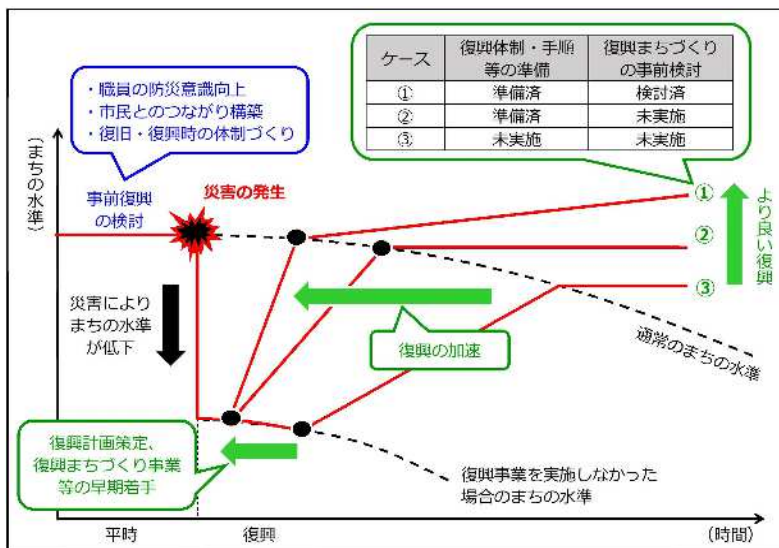 ケース 復興体制・手順等の準備 復興まちづくりの事前検討
① 準備済 検討済
② 準備済 未実施
③ 未実施 未実施
・職員の防災意識向上
・市民とのつながり構築
・復旧・復興時の体制づくり
(まちの水準)
事前復興
の検討
災害の発生
①
②
③
より良い復興
災害により
まちの水準
が低下
復興の加速
通常のまちの水準
復興計画策定、
復興まちづくり事業
等の早期着手
復興事業を実施しなかった
場合のまちの水準
平時
復興
(時間)